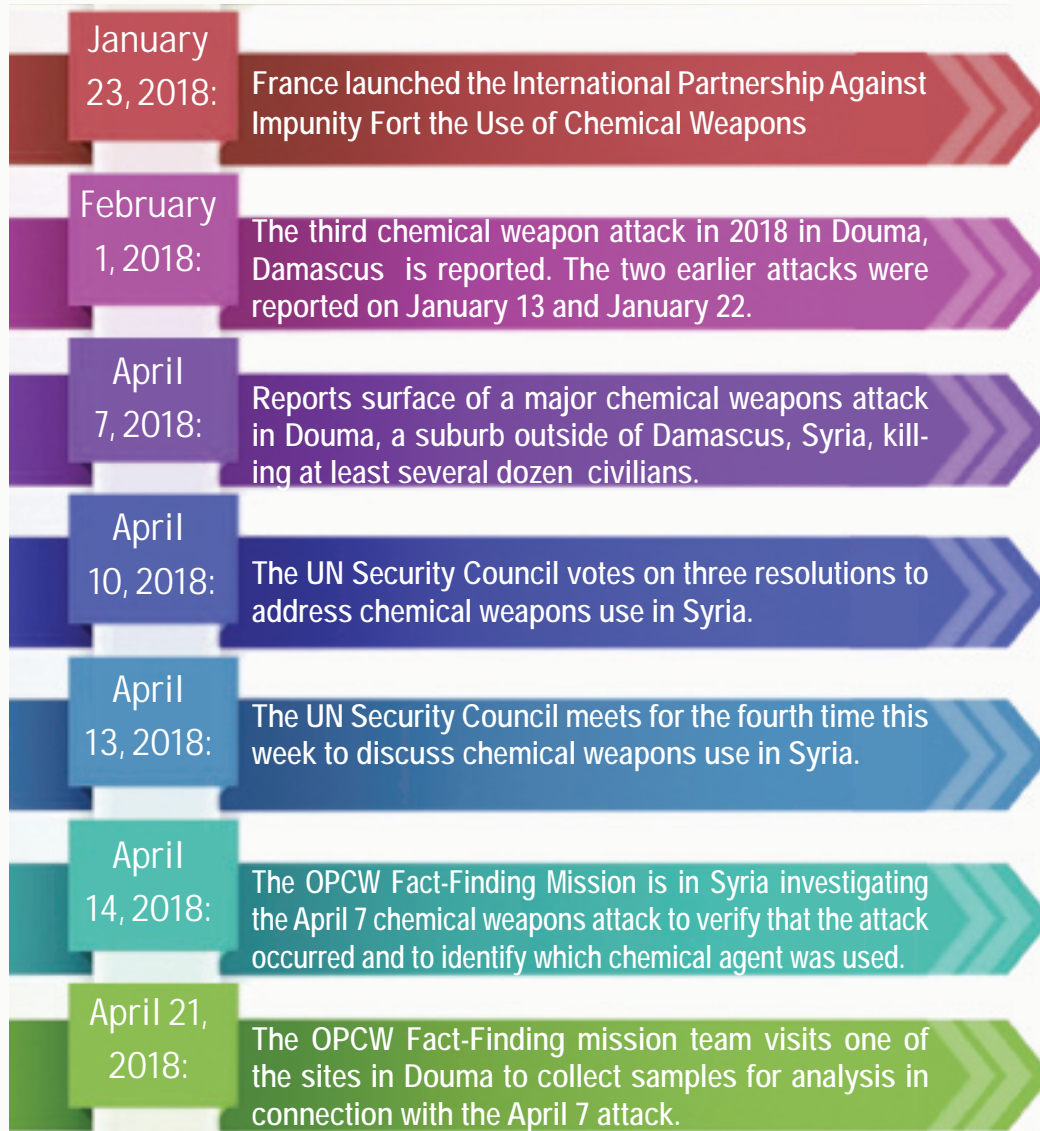 January
23, 2018:
France launched the International Partnership Against
Impunity Fort the Use of Chemical Weapons
February
1, 2018:
The third chemical weapon attack in 2018 in Douma,
Damascus is reported. The two earlier attacks were
reported on January 13 and January 22.
April
7, 2018:
Reports surface of a major chemical weapons attack
in Douma, a suburb outside of Damascus, Syria, kill-
ing at least several dozen civilians.
April
10, 2018:
The UN Security Council votes on three resolutions to
address chemical weapons use in Syria.
April
13, 2018:
The UN Security Council meets for the fourth time this
week to discuss chemical weapons use in Syria.
April
14, 2018:
The OPCW Fact-Finding Mission is in Syria investigating
the April 7 chemical weapons attack to verify that the attack
occurred and to identify which chemical agent was used.
April 21,
2018:
The OPCW Fact-Finding mission team visits one of
the sites in Douma to collect samples for analysis in
connection with the April 7 attack.